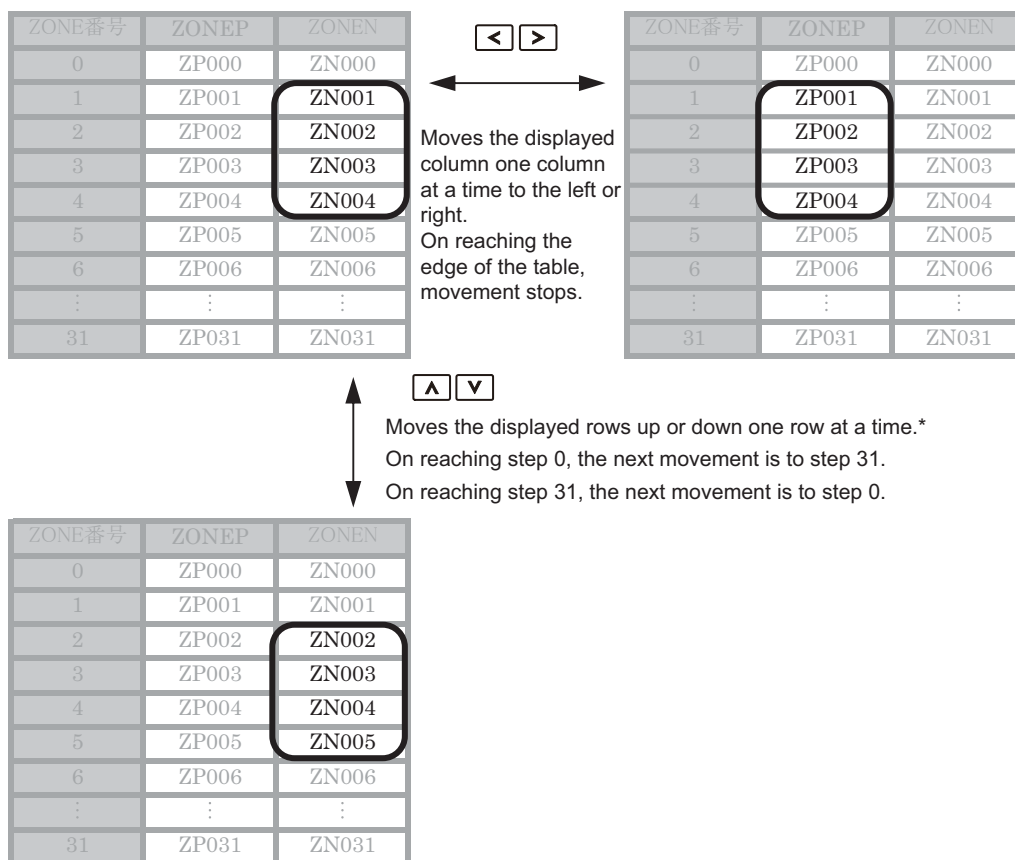 ZONE番号 ZONEP ZONEN
0 ZP000 ZN000
1 ZP001 ZN001
2 ZP002 ZN002
3 ZP003 ZN003
4 ZP004 ZN004
5 ZP005 ZN005
6 ZP006 ZN006
⋮ ⋮ ⋮
31 ZP031 ZN031
< >
Moves the displayed
column one column
at a time to the left or
right.
On reaching the
edge of the table,
movement stops.
ZONE番号 ZONEP ZONEN
0 ZP000 ZN000
1 ZP001 ZN001
2 ZP002 ZN002
3 ZP003 ZN003
4 ZP004 ZN004
5 ZP005 ZN005
6 ZP006 ZN006
⋮ ⋮ ⋮
31 ZP031 ZN031
∧ ∨
Moves the displayed rows up or down one row at a time.*
On reaching step 0, the next movement is to step 31.
On reaching step 31, the next movement is to step 0.
ZONE番号 ZONEP ZONEN
0 ZP000 ZN000
1 ZP001 ZN001
2 ZP002 ZN002
3 ZP003 ZN003
4 ZP004 ZN004
5 ZP005 ZN005
6 ZP006 ZN006
⋮ ⋮ ⋮
31 ZP031 ZN031